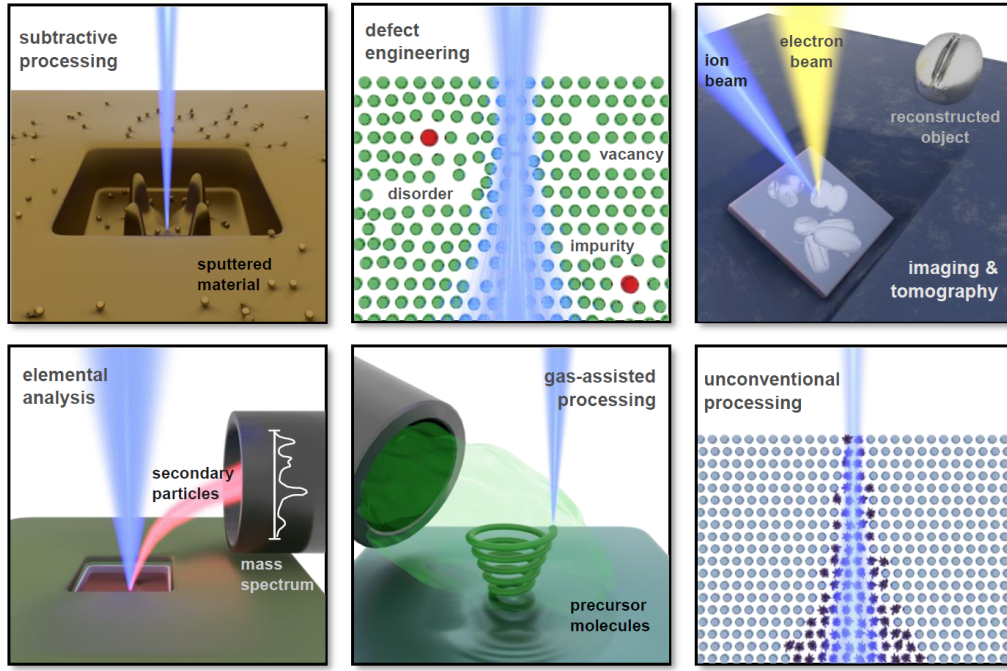 subtractive
processing
sputtered
material
defect
engineering
vacancy
disorder
impurity
electron
beam
ion
beam
reconstructed
object
imaging &
tomography
elemental
analysis
secondary
particles
mass
spectrum
gas-assisted
processing
precursor
molecules
unconventional
processing